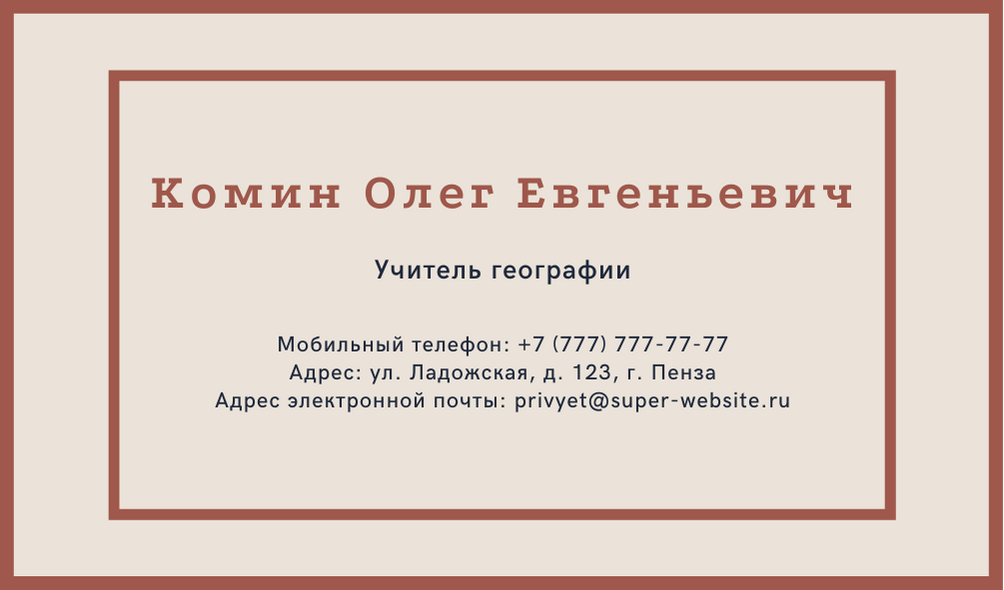 Комин Олег Евгеньевич
Учитель географии
Мобильный телефон: +7 (777) 777-77-77
Адрес: ул. Ладожская, д. 123, г. Пенза
Адрес электронной почты: privyet@super-website.ru